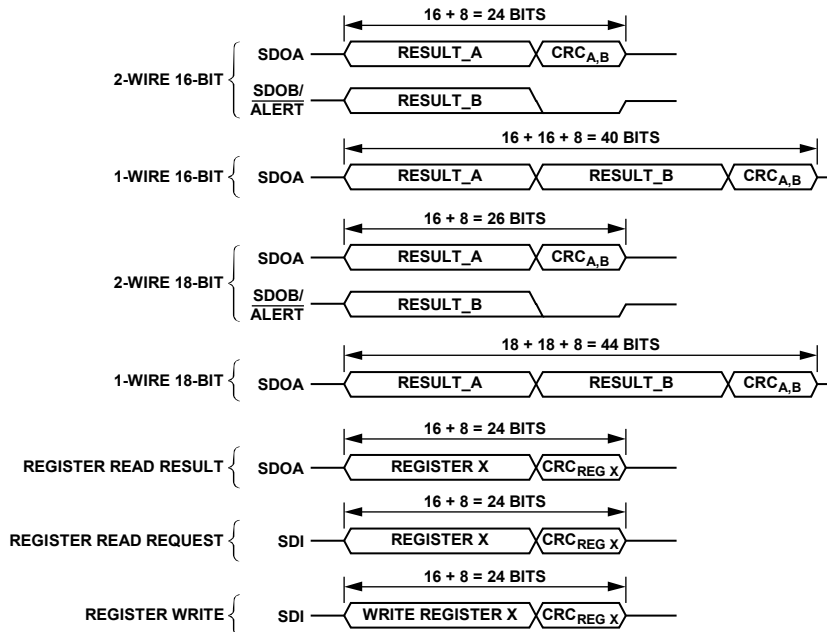 16 + 8 = 24 BITS
2-WIRE 16-BIT
SDOA
RESULT_A
CRCA,B
SDOB/
ALERT
RESULT_B
16 + 16 + 8 = 40 BITS
1-WIRE 16-BIT
SDOA
RESULT_A
RESULT_B
CRCA,B
16 + 8 = 26 BITS
2-WIRE 18-BIT
SDOA
RESULT_A
CRCA,B
SDOB/
ALERT
RESULT_B
18 + 18 + 8 = 44 BITS
1-WIRE 18-BIT
SDOA
RESULT_A
RESULT_B
CRCA,B
16 + 8 = 24 BITS
REGISTER READ RESULT
SDOA
REGISTER X
CRCREG X
16 + 8 = 24 BITS
REGISTER READ REQUEST
SDI
REGISTER X
CRCREG X
16 + 8 = 24 BITS
REGISTER WRITE
SDI
WRITE REGISTER X
CRCREG X